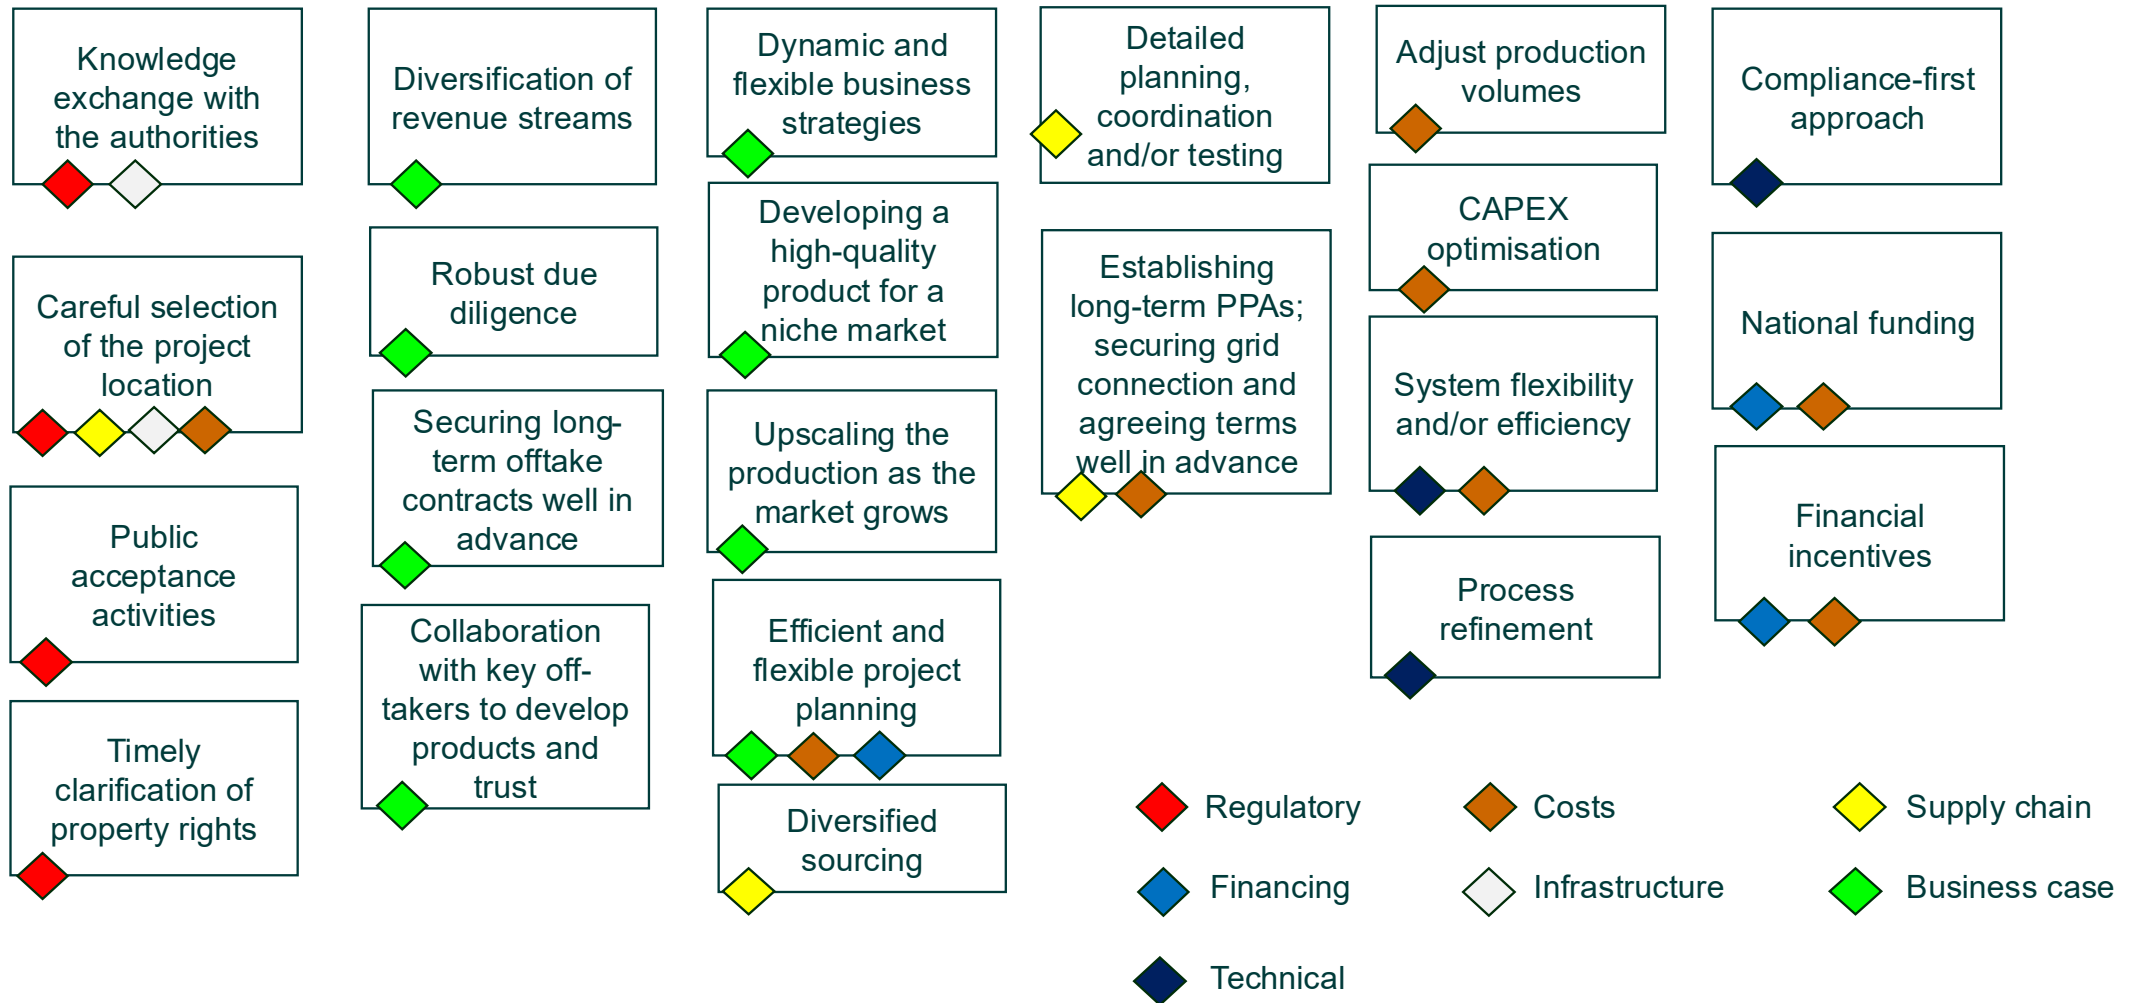 Knowledge
exchange with
the authorities
Careful selection
of the project
location
Public
acceptance
activities
Timely
clarification of
property rights
Diversification of
revenue streams
Robust due
diligence
Securing long-
term offtake
contracts well in
advance
Collaboration
with key off-
takers to develop
products and
trust
Dynamic and
flexible business
strategies
Developing a
high-quality
product for a
niche market
Upscaling the
production as the
market grows
Efficient and
flexible project
planning
Diversified
sourcing
Detailed
planning,
coordination
and/or testing
Establishing
long-term PPAs;
securing grid
connection and
agreeing terms
well in advance
Adjust production
volumes
CAPEX
optimisation
System flexibility
and/or efficiency
Process
refinement
Compliance-first
approach
National funding
Financial
incentives
Regulatory
Costs
Supply chain
Financing
Infrastructure
Business case
Technical